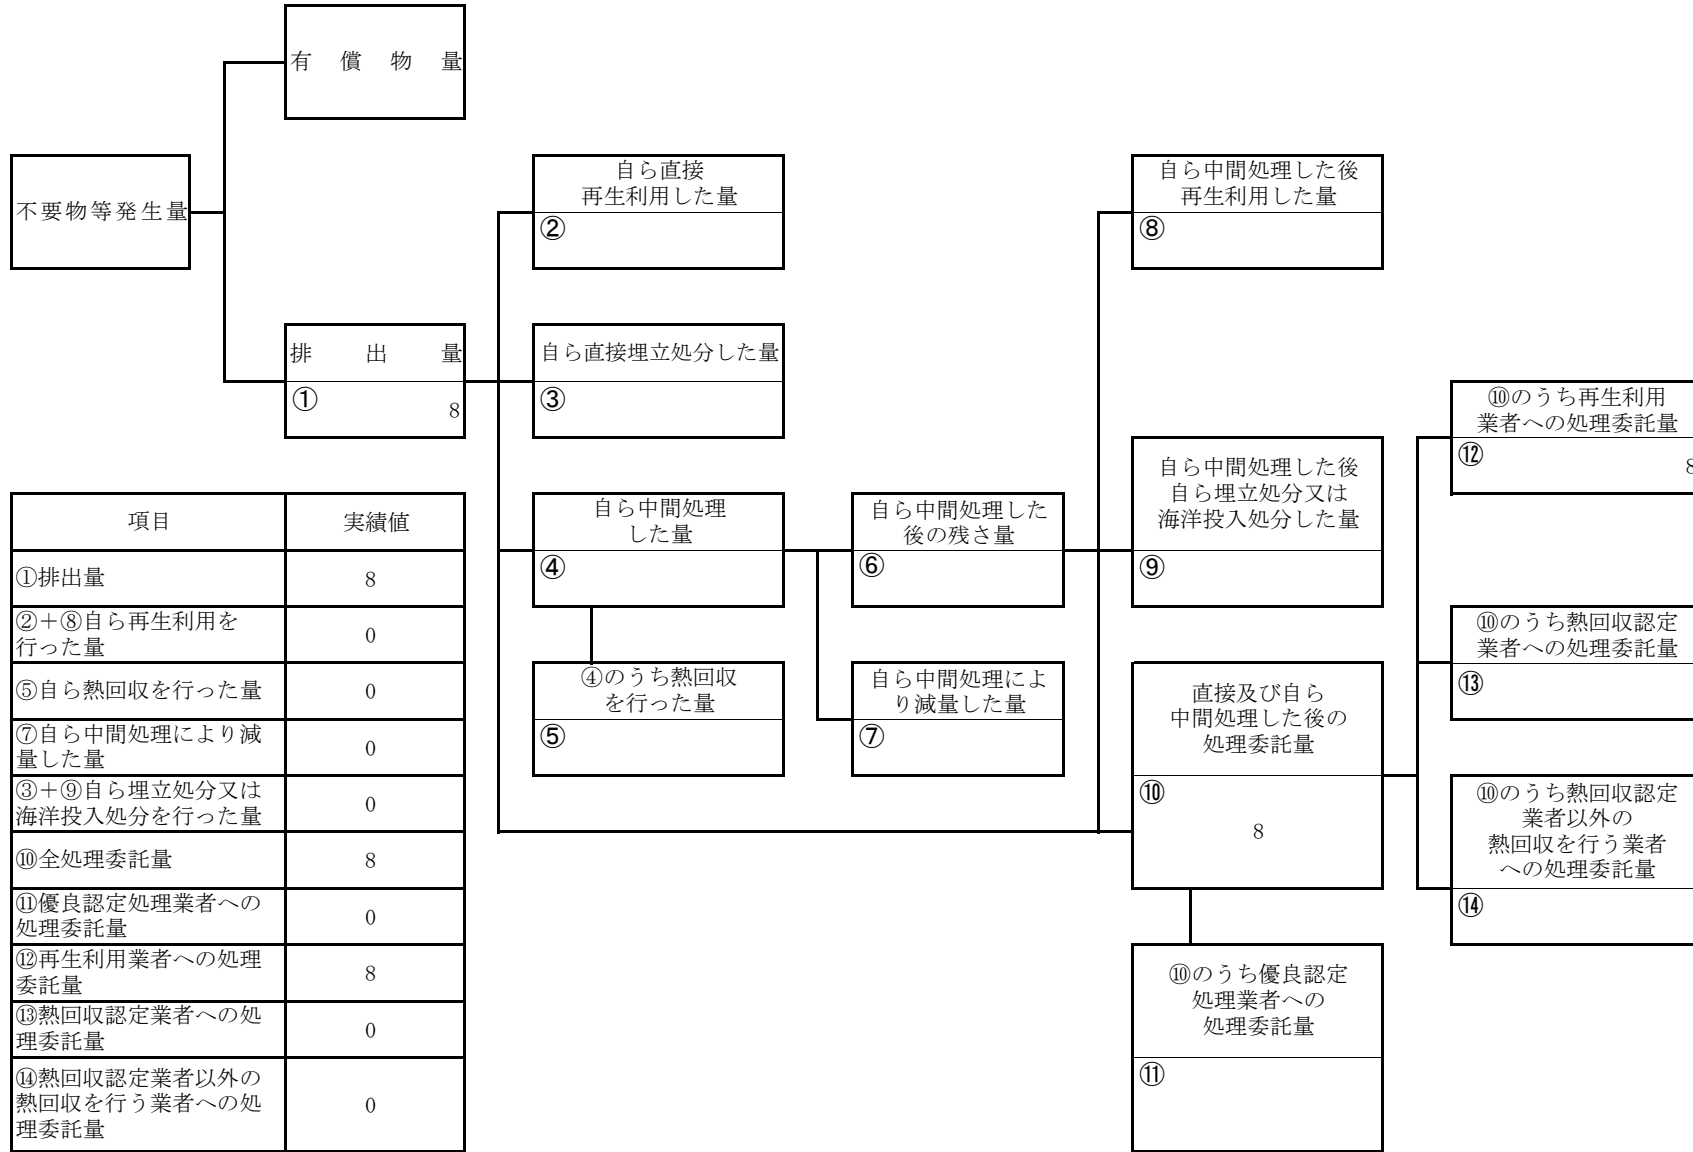 有償物量
不要物等発生量
自ら直接
再生利用した量
②
自ら中間処理した後
再生利用した量
⑧
排出量
①
8
自ら直接埋立処分した量
③
自ら中間処理
した量
④
自ら中間処理した
後の残さ量
⑥
自ら中間処理した後
自ら埋立処分又は
海洋投入処分した量
⑨
⑩のうち再生利用
業者への処理委託量
⑫
8
④のうち熱回収
を行った量
⑤
自ら中間処理によ
り減量した量
⑦
直接及び自ら
中間処理した後の
処理委託量
⑩
8
⑩のうち熱回収認定
業者への処理委託量
⑬
⑩のうち熱回収認定
業者以外の
熱回収を行う業者
への処理委託量
⑭
⑩のうち優良認定
処理業者への
処理委託量
⑪
項目 実績値
①排出量 8
②＋⑧自ら再生利用を
行った量 0
⑤自ら熱回収を行った量 0
⑦自ら中間処理により減
量した量 0
③＋⑨自ら埋立処分又は
海洋投入処分を行った量 0
⑩全処理委託量 8
⑪優良認定処理業者への
処理委託量 0
⑫再生利用業者への処理
委託量 8
⑬熱回収認定業者への処
理委託量 0
⑭熱回収認定業者以外の
熱回収を行う業者への処
理委託量 0